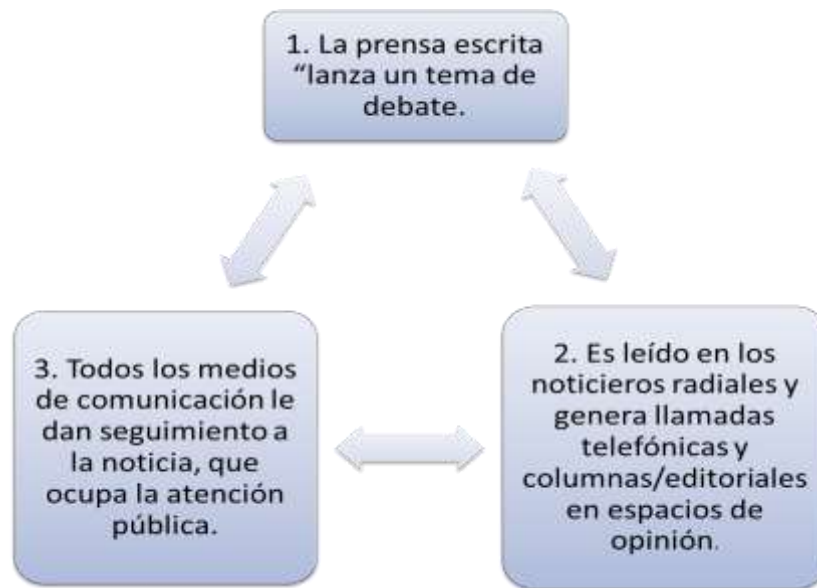 1. La prensa escrita
“lanza un tema de
debate.
2. Es leído en los
noticieros radiales y
genera llamadas
telefónicas y
columnas/editoriales
en espacios de
opinión.
3. Todos los medios
de comunicación le
dan seguimiento a
la noticia, que
ocupa la atención
pública.